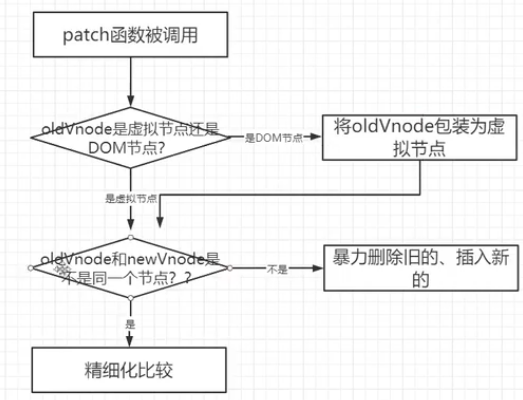 patch函数被调用
oldVnode是虚拟节点还是
DOM节点?
是DOM节点
将oldVnode包装为虚
拟节点
是虚拟节点
oldVnode和newVnode是
不是同一个节点? ?
不是
暴力删除旧的、插入新
的
是
精细化比较